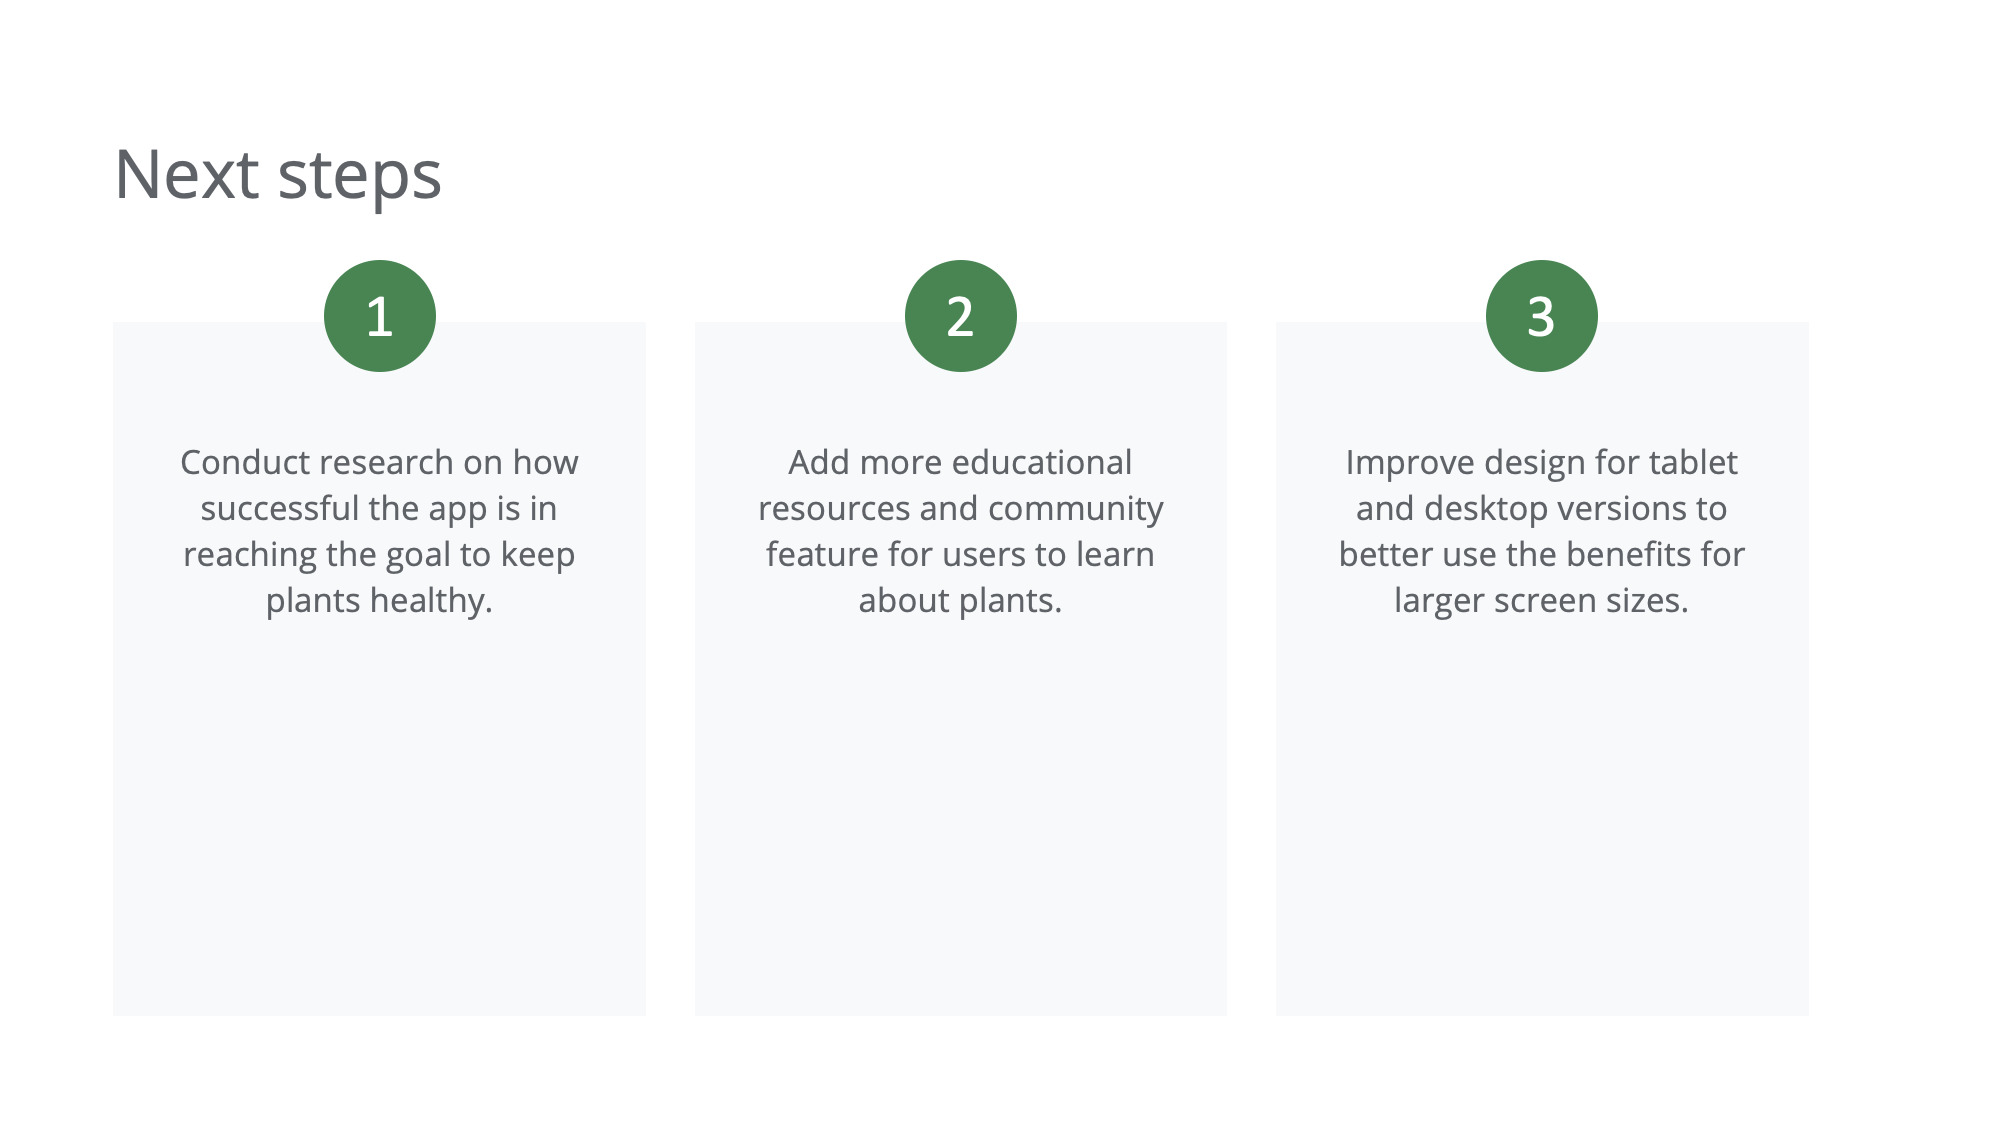 Next steps
1
Conduct research on how
successful the app is in
reaching the goal to keep
plants healthy.
2
Add more educational
resources and community
feature for users to learn
about plants.
3
Improve design for tablet
and desktop versions to
better use the benefits for
larger screen sizes.